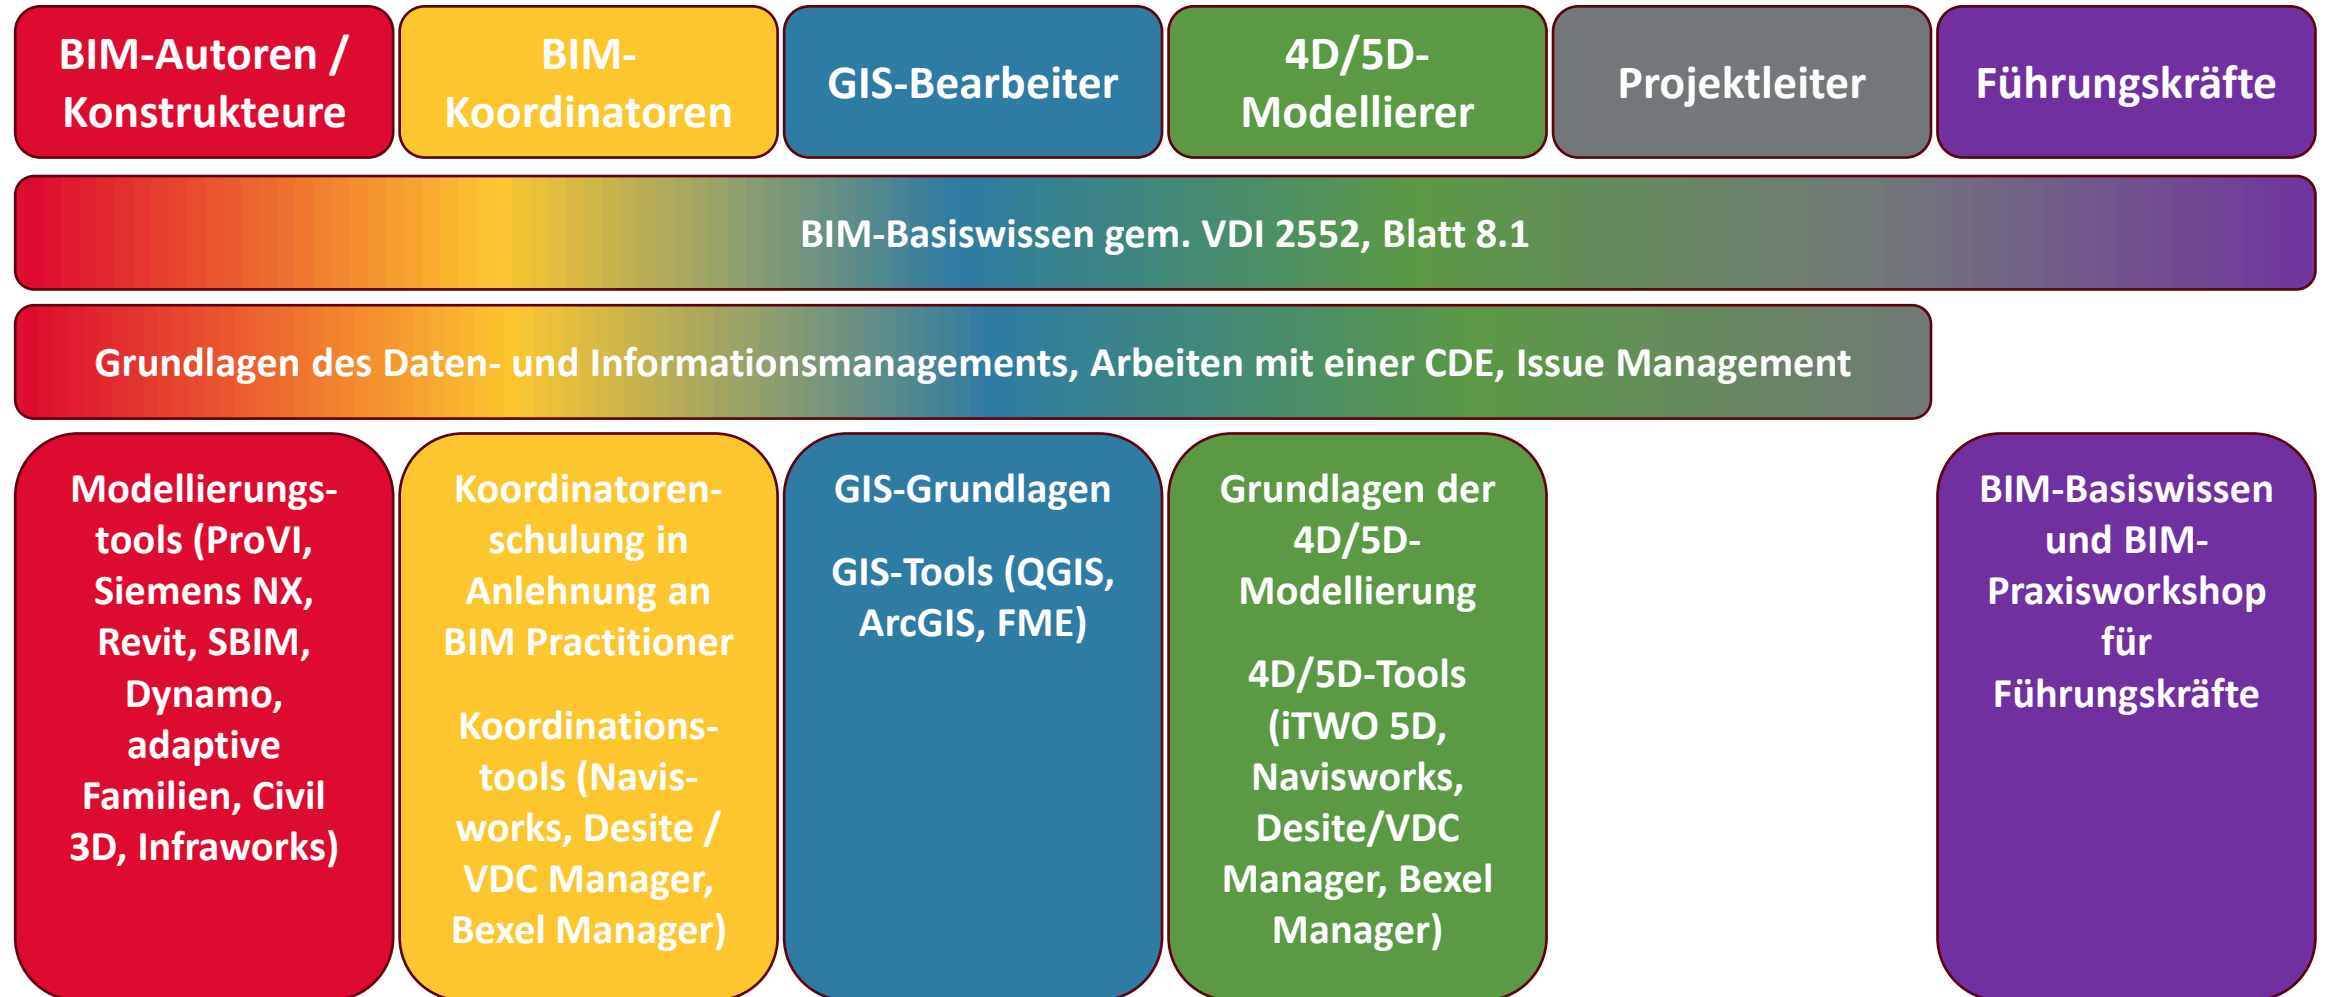 BIM-Autoren /
Konstrukteure
BIM-
Koordinatoren
GIS-Bearbeiter
4D/5D-
Modellierer
Projektleiter
Führungskräfte
BIM-Basiswissen gem. VDI 2552, Blatt 8.1
Grundlagen des Daten- und Informationsmanagements, Arbeiten mit einer CDE, Issue Management
Modellierungs-
tools (ProVI,
Siemens NX,
Revit, SBIM,
Dynamo,
adaptive
Familien, Civil
3D, Infraworks)
Koordinatoren-
schulung in
Anlehnung an
BIM Practitioner
Koordinations-
tools (Navis-
works, Desite /
VDC Manager,
Bexel Manager)
GIS-Grundlagen
GIS-Tools (QGIS,
ArcGIS, FME)
Grundlagen der
4D/5D-
Modellierung
4D/5D-Tools
(iTWO 5D,
Navisworks,
Desite/VDC
Manager, Bexel
Manager)
BIM-Basiswissen
und BIM-
Praxisworkshop
für
Führungskräfte